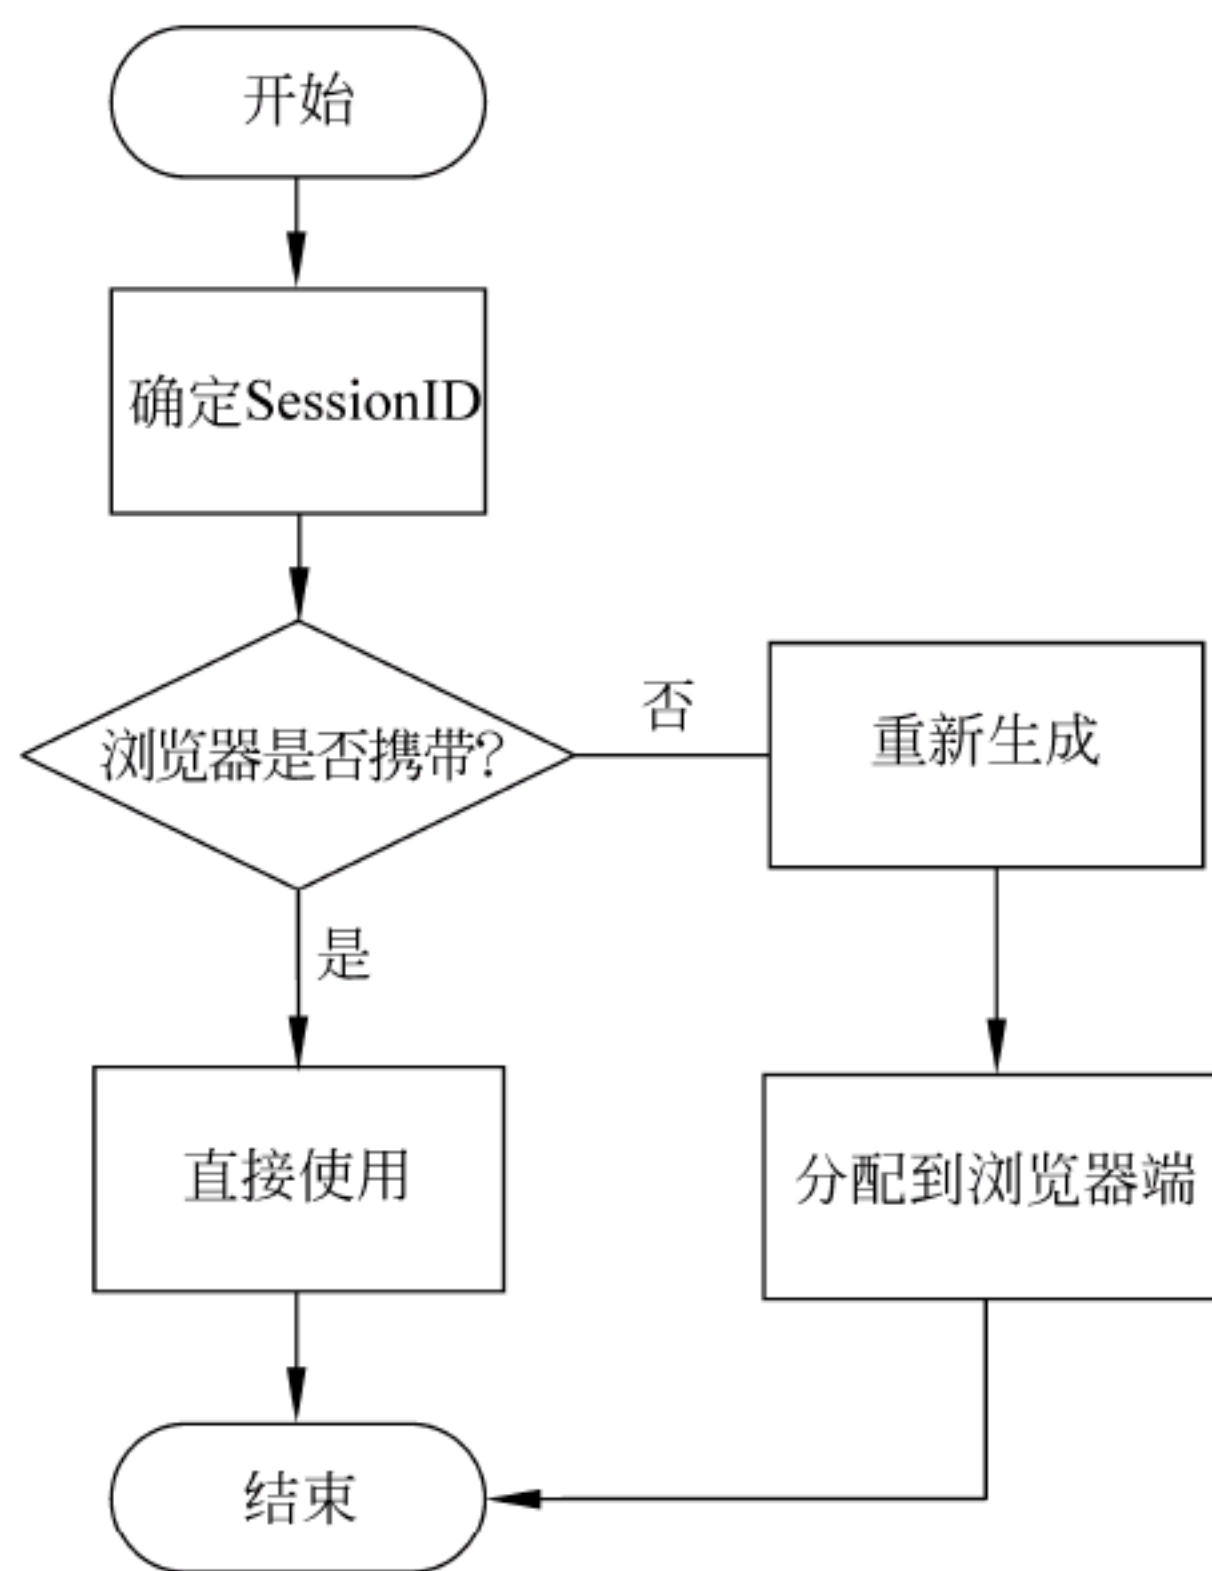 开始
确定SessionID
浏览器是否携带?
否
重新生成
是
直接使用
分配到浏览器端
结束